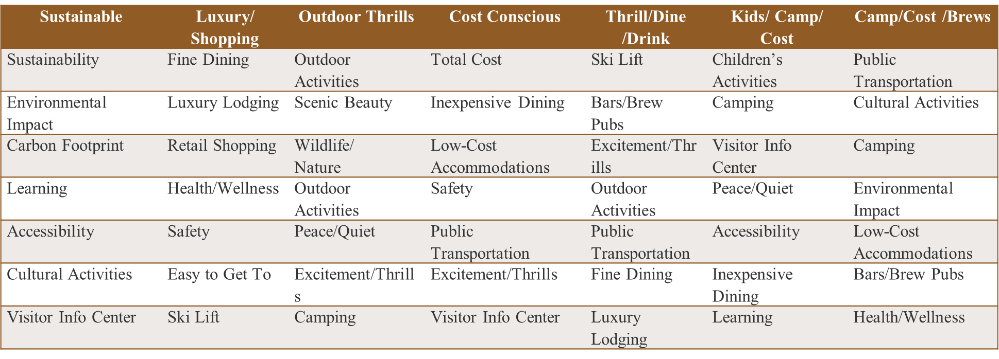 Sustainable Luxury/ Outdoor Thrills Cost Conscious Thrill/Dine Kids/ Camp/ Camp/Cost /Brews
Shopping /Drink Cost
Sustainability Fine Dining Outdoor Total Cost Ski Lift Children’s Public
Activities Activities Transportation
Environmental Luxury Lodging Scenic Beauty Inexpensive Dining Bars/Brew Camping Cultural Activities
Impact Pubs
Carbon Footprint Retail Shopping Wildlife/ Low-Cost Excitement/Thr Visitor Info Camping
Nature Accommodations ills Center
Learning Health/Wellness Outdoor Safety Outdoor Peace/Quiet Environmental
Activities Activities Impact
Accessibility Safety Peace/Quiet Public Public Accessibility Low-Cost
Transportation Transportation Accommodations
Cultural Activities Easy to Get To Excitement/Thrill Excitement/Thrills Fine Dining Inexpensive Bars/Brew Pubs
s Dining
Visitor Info Center Ski Lift Camping Visitor Info Center Luxury Learning Health/Wellness
Lodging